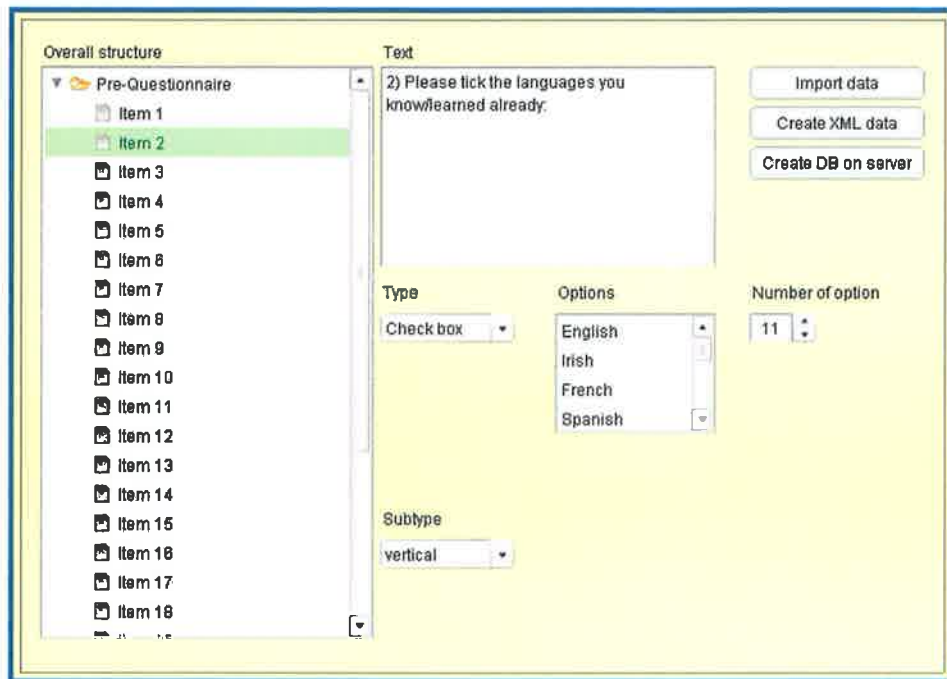 Overall structure
Pre-Questionnaire
Item 1
Item 2
Item 3
Item 4
Item 5
Item 6
Item 7
Item 8
Item 9
Item 10
Item 11
Item 12
Item 13
Item 14
Item 15
Item 16
Item 17
Item 18
Text
2) Please tick the languages you
know/learned already:
Import data
Create XML data
Create DB on server
Type
Check box
Options
English
Irish
French
Spanish
Number of option
11
Subtype
vertical